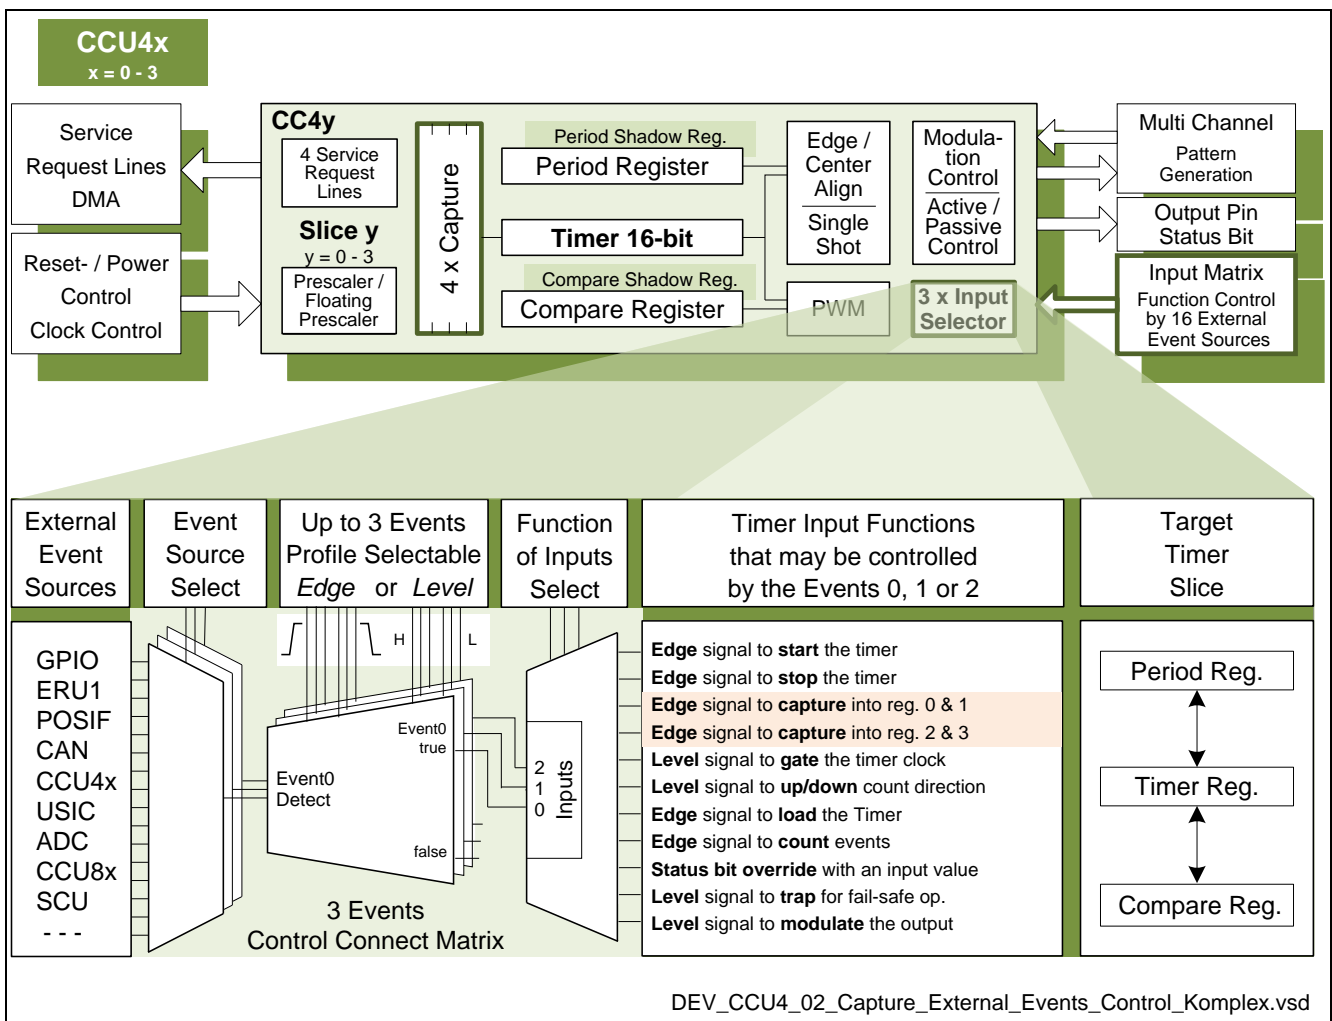 CCU4x
x = 0 - 3
Service
Request Lines
DMA
Reset- / Power
Control
Clock Control
CC4y
4 Service
Request
Lines
Slice y
y = 0 - 3
Prescaler /
Floating
Prescaler
4 x Capture
Period Shadow Reg.
Period Register
Timer 16-bit
Compare Shadow Reg.
Compare Register
Edge /
Center
Align
Single
Shot
PWM
Modula-
tion
Control
Active /
Passive
Control
3 x Input
Selector
Multi Channel
Pattern
Generation
Output Pin
Status Bit
Input Matrix
Function Control
by 16 External
Event Sources
External
Event
Sources
Event
Source
Select
Up to 3 Events
Profile Selectable
Edge or Level
Function
of Inputs
Select
Timer Input Functions
that may be controlled
by the Events 0, 1 or 2
Target
Timer
Slice
GPIO
ERU1
POSIF
CAN
CCU4x
USIC
ADC
CCU8x
SCU
- - -
H
L
Event0
Detect
Event0
true
false
2
1
0
Inputs
3 Events
Control Connect Matrix
Edge signal to start the timer
Edge signal to stop the timer
Edge signal to capture into reg. 0 & 1
Edge signal to capture into reg. 2 & 3
Level signal to gate the timer clock
Level signal to up/down count direction
Edge signal to load the Timer
Edge signal to count events
Status bit override with an input value
Level signal to trap for fail-safe op.
Level signal to modulate the output
Period Reg.
Timer Reg.
Compare Reg.
DEV_CCU4_02_Capture_External_Events_Control_Komplex.vsd